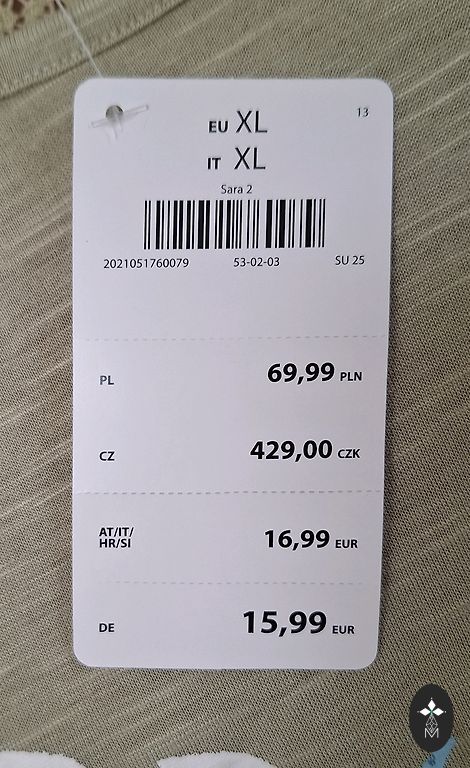 13
EU XL
IT XL
Sara 2
2021051760079 53-02-03 SU 25
PL 69,99 PLN
CZ 429,00 CZK
AT/IT/
HR/SI 16,99 EUR
DE 15,99 EUR
M